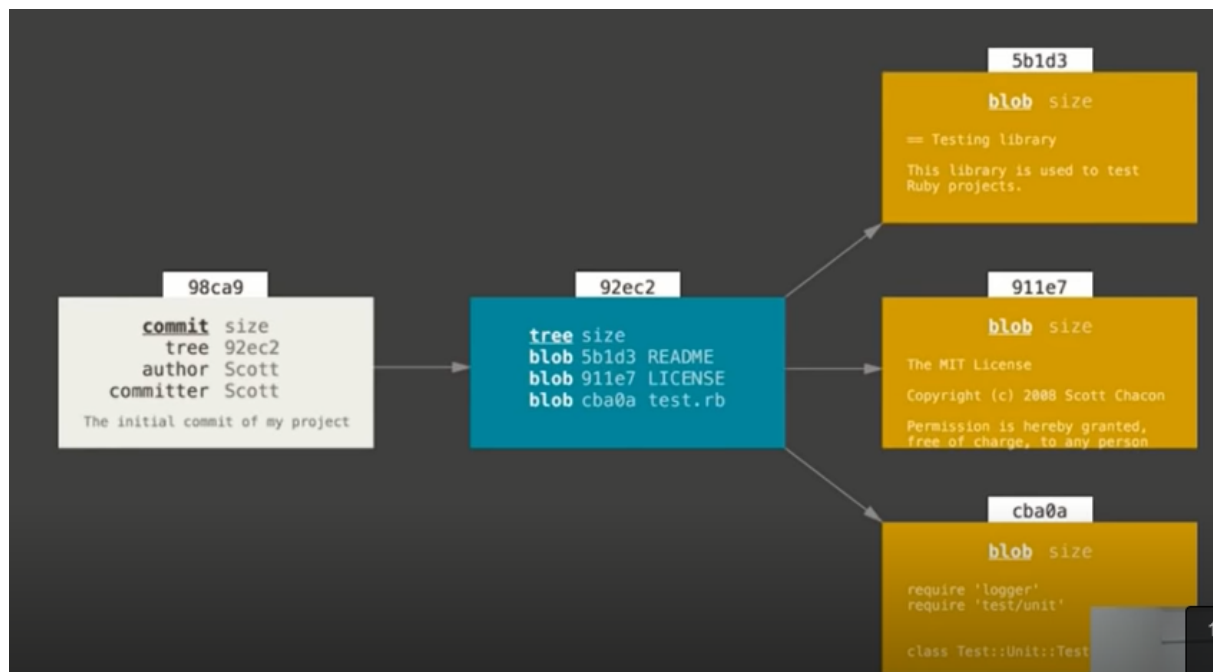 98ca9
commit size
tree 92ec2
author Scott
committer Scott
The initial commit of my project
92ec2
tree size
blob 5b1d3 README
blob 911e7 LICENSE
blob cba0a test.rb
5b1d3
blob size
== Testing library
This library is used to test
Ruby projects.
911e7
blob size
The MIT License
Copyright (c) 2008 Scott Chacon
Permission is hereby granted,
free of charge, to any person
cba0a
blob size
require 'logger'
require 'test/unit'
class Test::Unit::Test